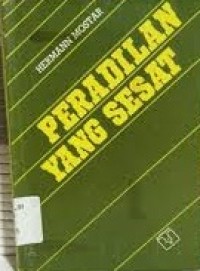 HERMANN MOSTAR
PERADILAN
YANG SESAT